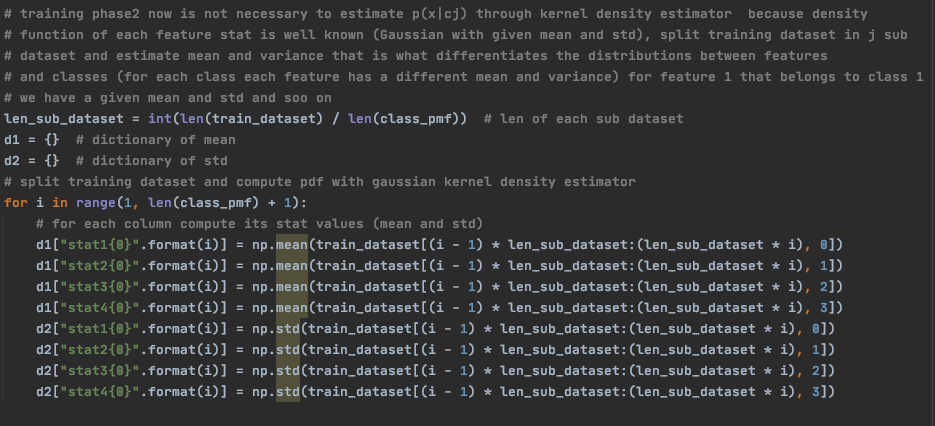 # training phase2 now is not necessary to estimate p(x|cj) through kernel density estimator  because density
# function of each feature stat is well known (Gaussian with given mean and std), split training dataset in j sub
# dataset and estimate mean and variance that is what differentiates the distributions between features
# and classes (for each class each feature has a different mean and variance) for feature 1 that belongs to class 1
# we have a given mean and std and soo on
len_sub_dataset = int(len(train_dataset) / len(class_pmf))  # len of each sub dataset
d1 = {}  # dictionary of mean
d2 = {}  # dictionary of std
# split training dataset and compute pdf with gaussian kernel density estimator
for i in range(1, len(class_pmf) + 1):
    # for each column compute its stat values (mean and std)
    d1["stat1{0}".format(i)] = np.mean(train_dataset[(i - 1) * len_sub_dataset:(len_sub_dataset * i), 0])
    d1["stat2{0}".format(i)] = np.mean(train_dataset[(i - 1) * len_sub_dataset:(len_sub_dataset * i), 1])
    d1["stat3{0}".format(i)] = np.mean(train_dataset[(i - 1) * len_sub_dataset:(len_sub_dataset * i), 2])
    d1["stat4{0}".format(i)] = np.mean(train_dataset[(i - 1) * len_sub_dataset:(len_sub_dataset * i), 3])
    d2["stat1{0}".format(i)] = np.std(train_dataset[(i - 1) * len_sub_dataset:(len_sub_dataset * i), 0])
    d2["stat2{0}".format(i)] = np.std(train_dataset[(i - 1) * len_sub_dataset:(len_sub_dataset * i), 1])
    d2["stat3{0}".format(i)] = np.std(train_dataset[(i - 1) * len_sub_dataset:(len_sub_dataset * i), 2])
    d2["stat4{0}".format(i)] = np.std(train_dataset[(i - 1) * len_sub_dataset:(len_sub_dataset * i), 3])